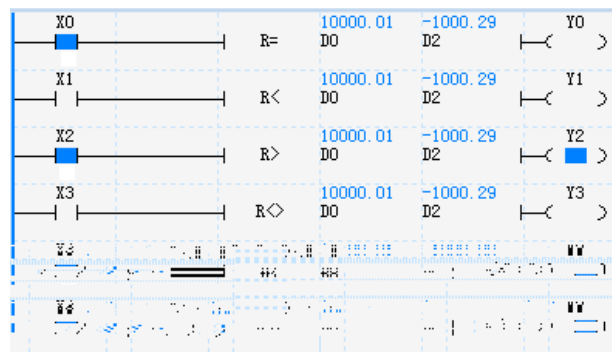 X0 10000.01 -1000.29 Y0
R= D0 D2
X1 10000.01 -1000.29 Y1
R< D0 D2
X2 10000.01 -1000.29 Y2
R> D0 D2
X3 10000.01 -1000.29 Y3
R<> D0 D2